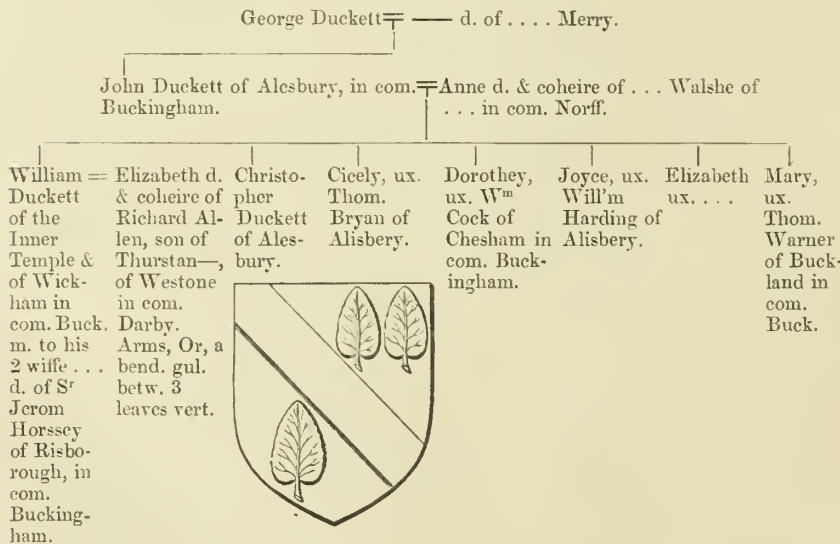 George Duckett — d. of . . . . Merry.
John Duckett of Alesbury, in com.
Buckingham.
Anne d. & coheire of . . . Walshe of
. . . in com. Norff.
William =
Duckett
of the
Inner
Temple &
of Wick-
ham in
com. Buck.
m. to his
2 wiffe . . .
d. of Sr
Jerom
Horssey
of Risbo-
rough, in
com.
Bucking-
ham.
Elizabeth d.
& coheire of
Richard Al-
len, son of
Thurstan—,
of Westone
in com.
Darby.
Arms, Or, a
bend. gul.
betw. 3
leaves vert.
Christo-
pher
Duckett
of Ales-
bury.
Cicely, ux.
Thom.
Bryan of
Alisbery.
Dorothey,
ux. Wm
Cock of
Chesham in
com. Buck-
ingham.
Joyce, ux.
Will'm
Harding of
Alisbery.
Elizabeth
ux. . . .
Mary,
ux.
Thom.
Warner
of Buck-
land in
com.
Buck.